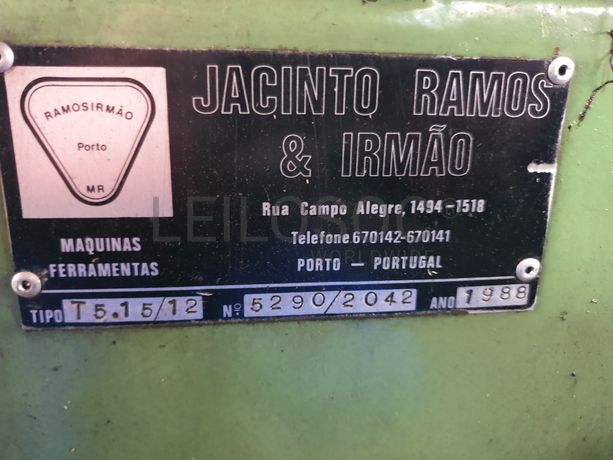 RAMOSIRMÃO
Porto
MR
MAQUINAS
FERRAMENTAS
JACINTO RAMOS
& IRMÃO
Rua Campo Alegre, 1494-1518
Telefone 670142-670141
PORTO — PORTUGAL
TIPO T5.15/12 Nº 5290/2042 ANO 1988